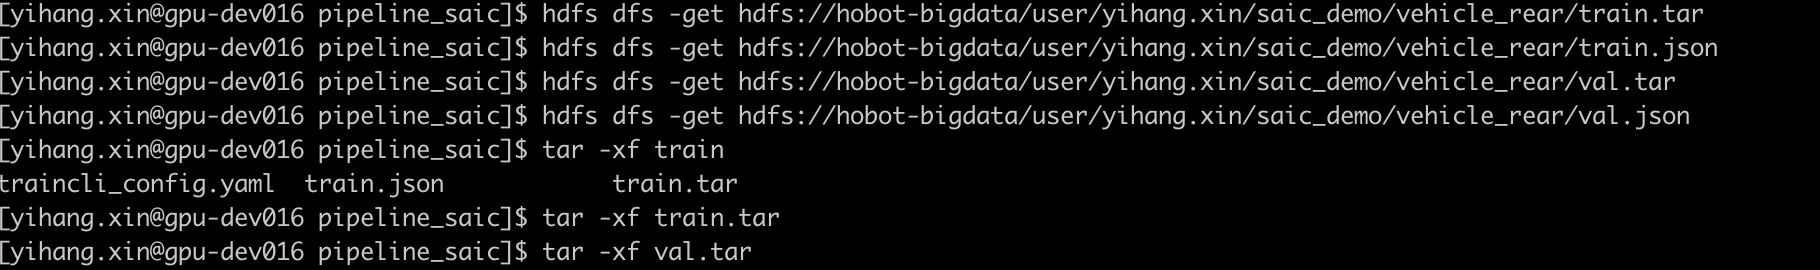 [yihang.xin@gpu-dev016 pipeline_saic]$ hdfs dfs -get hdfs://hobot-bigdata/user/yihang.xin/saic_demo/vehicle_rear/train.tar
[yihang.xin@gpu-dev016 pipeline_saic]$ hdfs dfs -get hdfs://hobot-bigdata/user/yihang.xin/saic_demo/vehicle_rear/train.json
[yihang.xin@gpu-dev016 pipeline_saic]$ hdfs dfs -get hdfs://hobot-bigdata/user/yihang.xin/saic_demo/vehicle_rear/val.tar
[yihang.xin@gpu-dev016 pipeline_saic]$ hdfs dfs -get hdfs://hobot-bigdata/user/yihang.xin/saic_demo/vehicle_rear/val.json
[yihang.xin@gpu-dev016 pipeline_saic]$ tar -xf train
traincli_config.yaml  train.json            train.tar
[yihang.xin@gpu-dev016 pipeline_saic]$ tar -xf train.tar
[yihang.xin@gpu-dev016 pipeline_saic]$ tar -xf val.tar